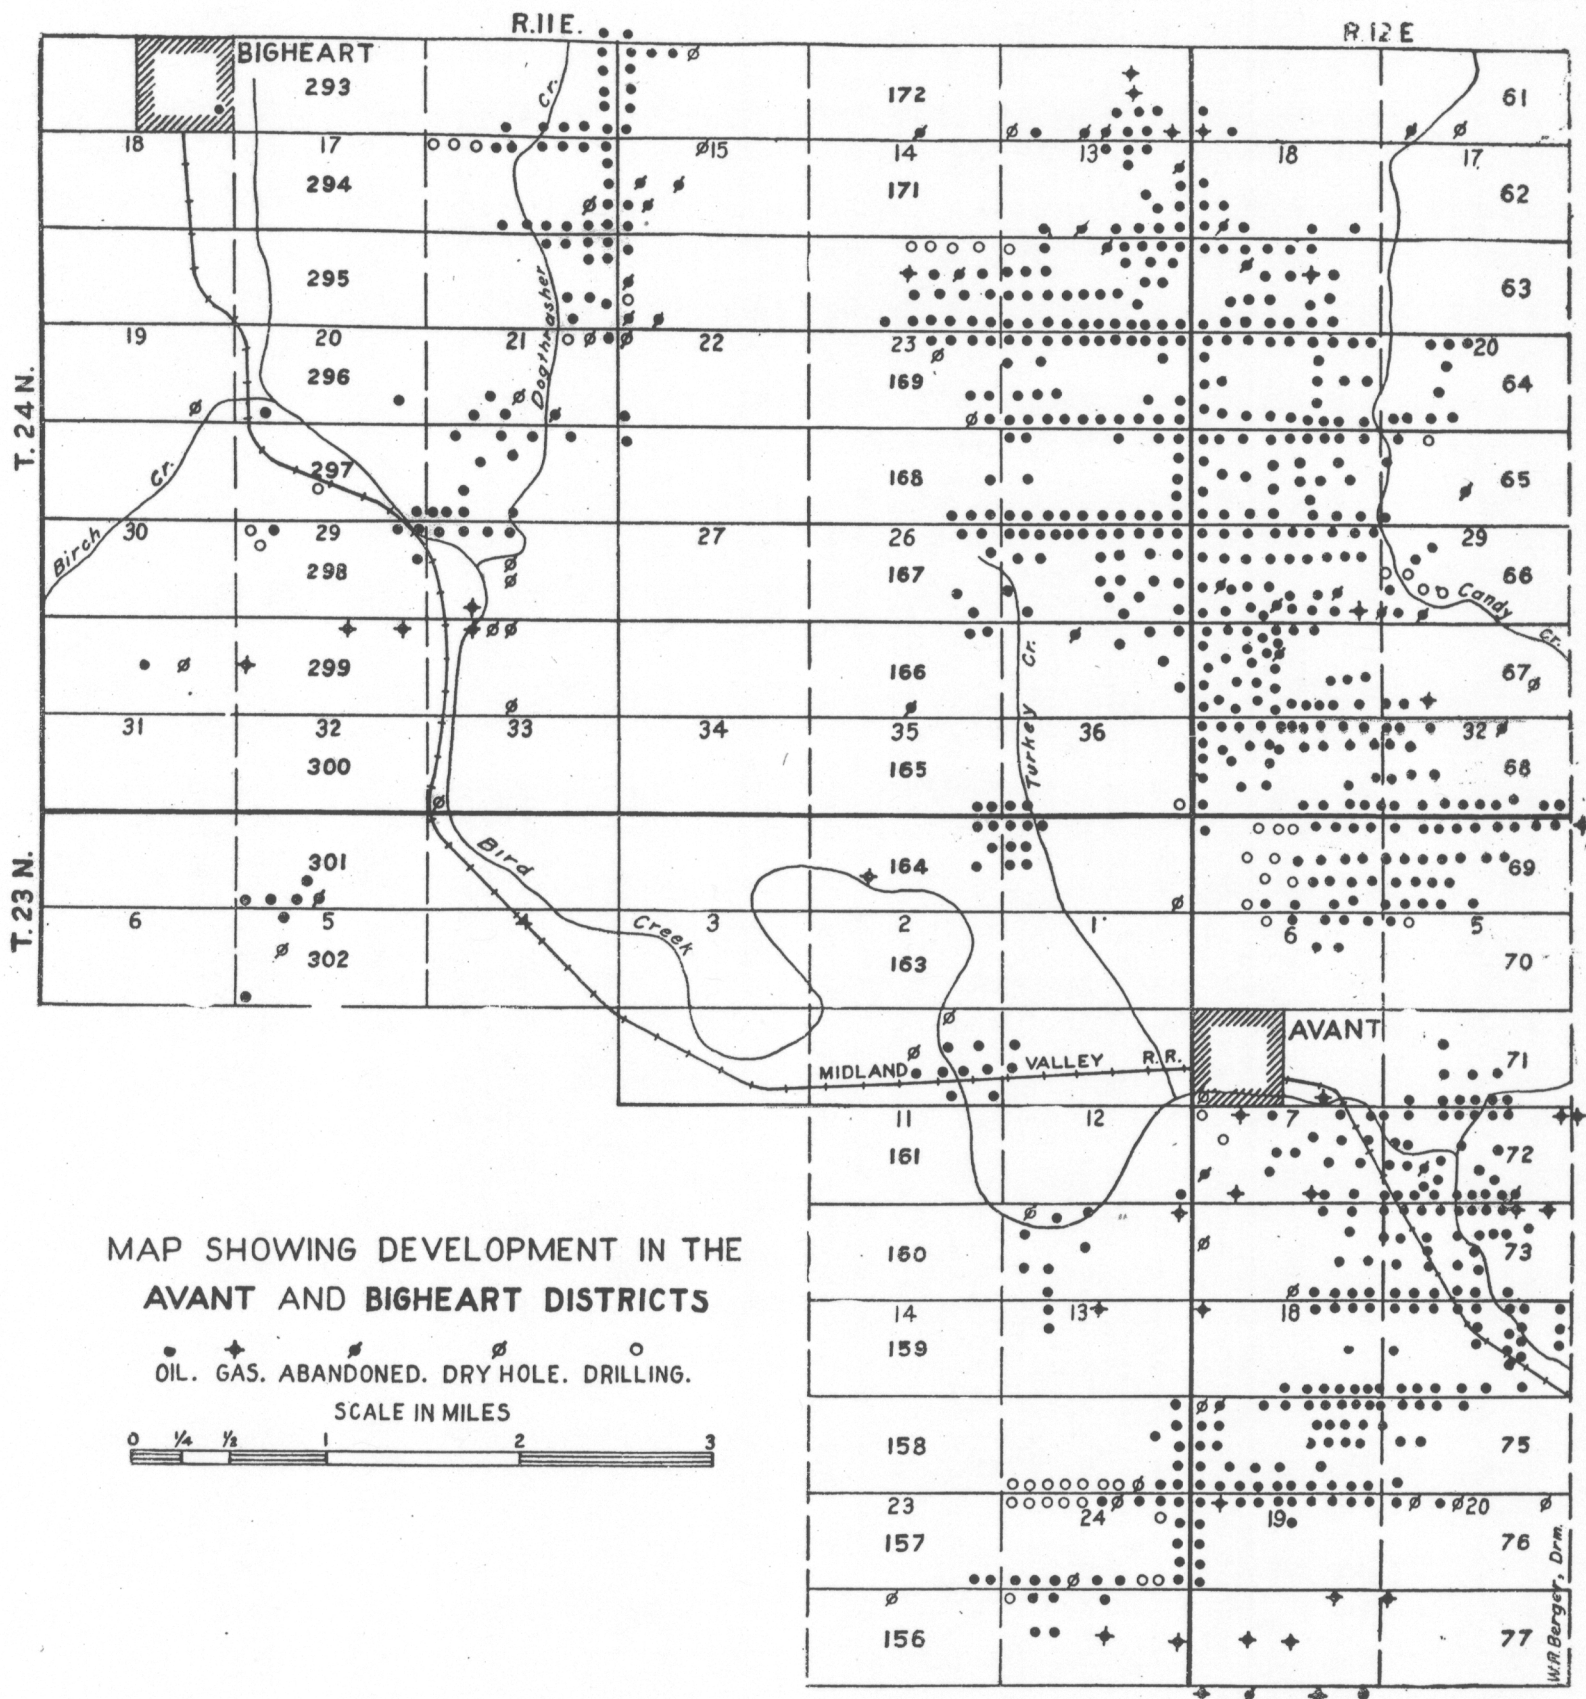 R.11E. R.12E
BIGHEART
293 172 61
18 17 15 14 13 18 17
Cr.
294 171 62
295 63
Dogthrasher
19 20 21 22 23 20
296 169 64
T.24 N.
297 168 65
Cr.
Birch
30 29 27 26 29
298 167 66
Candy
Cr.
299 166 67
Cr.
Turkey
31 32 33 34 35 36 32
300 165 68
T.23 N.
301 164 69
Bird
6 5 3 2 1 6 5
Creek
302 163 70
AVANT
71
MIDLAND VALLEY R.R.
11 12 7
161 72
160 73
14 13 18
159
158 75
23 24 19 20
157 76
156 77
MAP SHOWING DEVELOPMENT IN THE
AVANT AND BIGHEART DISTRICTS
OIL. GAS. ABANDONED. DRY HOLE. DRILLING.
SCALE IN MILES
0 1/4 1/2 1 2 3
W.R.Berger, Drm.